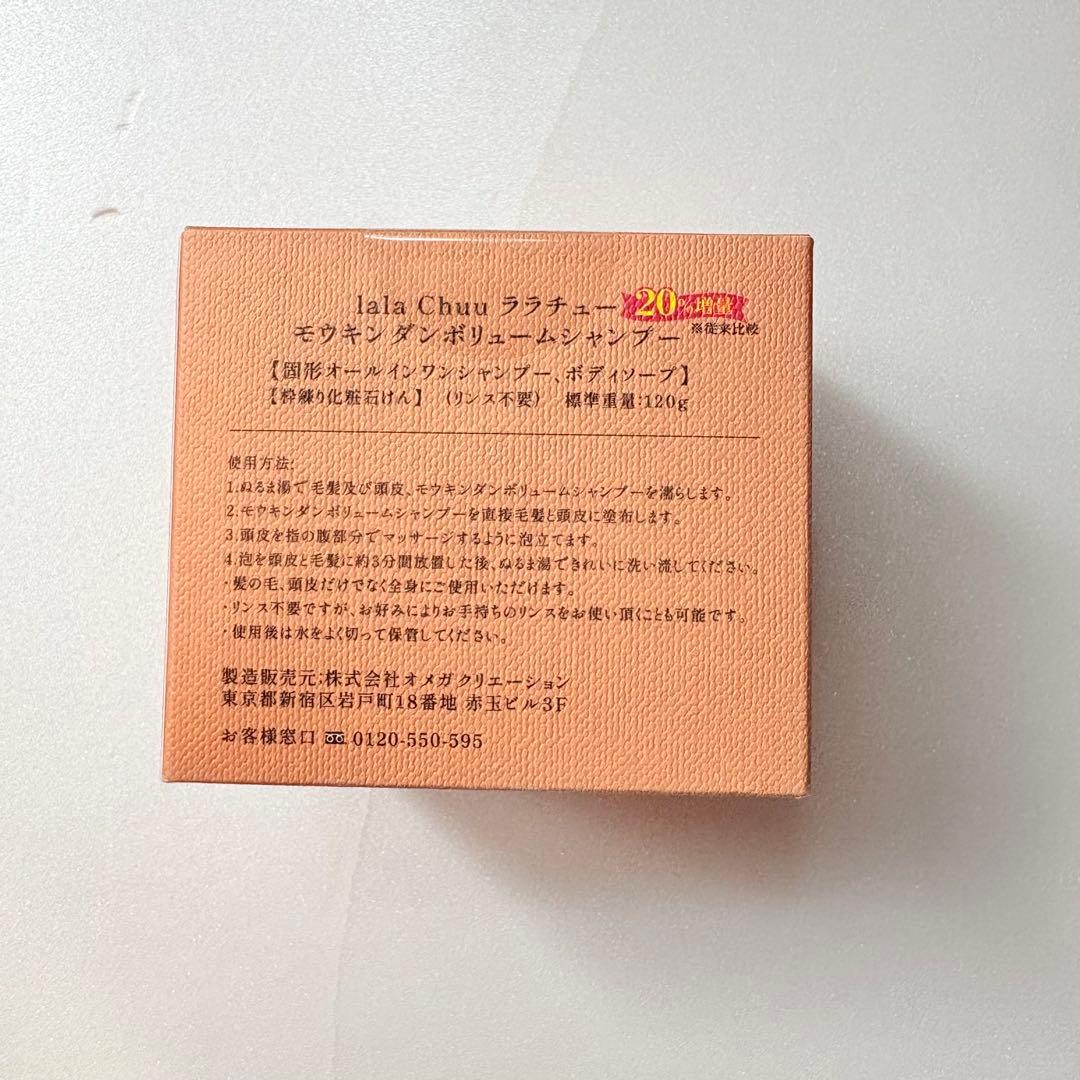 lala Chuu ララチュー 20%増量
モウキンダンボリュームシャンプー ※従来比較
【固形オールインワンシャンプー、ボディソープ】
【枠練り化粧石けん】 (リンス不要) 標準重量:120g
使用方法:
1.ぬるま湯で毛髪及び頭皮、モウキンダンボリュームシャンプーを濡らします。
2.モウキンダンボリュームシャンプーを直接毛髪と頭皮に塗布します。
3.頭皮を指の腹部分でマッサージするように泡立てます。
4.泡を頭皮と毛髪に約3分間放置した後、ぬるま湯できれいに洗い流してください。
・髪の毛、頭皮だけでなく全身にご使用いただけます。
・リンス不要ですが、お好みによりお手持ちのリンスをお使い頂くことも可能です。
・使用後は水をよく切って保管してください。
製造販売元:株式会社オメガクリエーション
東京都新宿区岩戸町18番地 赤玉ビル3F
お客様窓口 0120-550-595